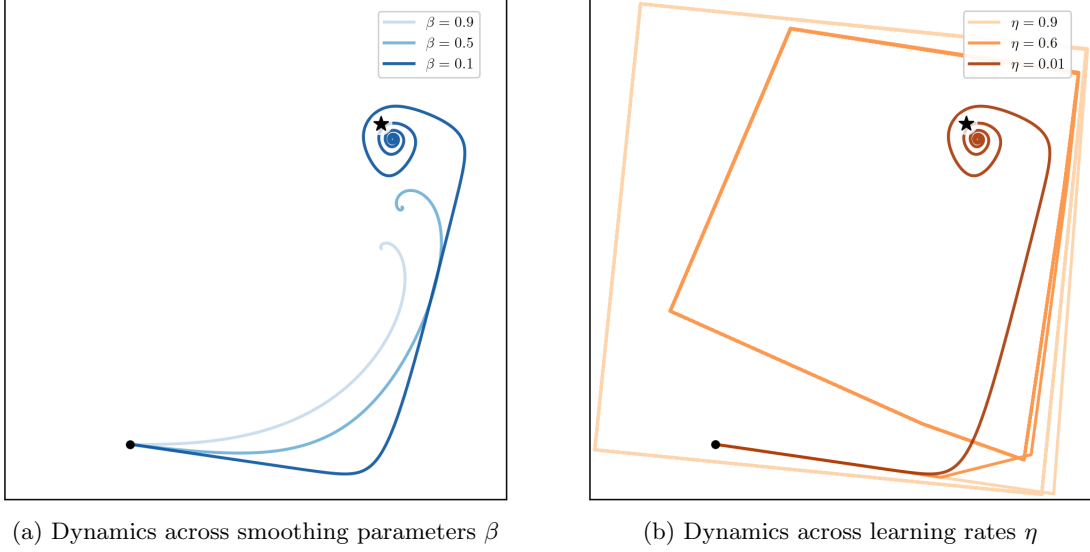 β = 0.9
β = 0.5
β = 0.1
η = 0.9
η = 0.6
η = 0.01
(a) Dynamics across smoothing parameters β
(b) Dynamics across learning rates η